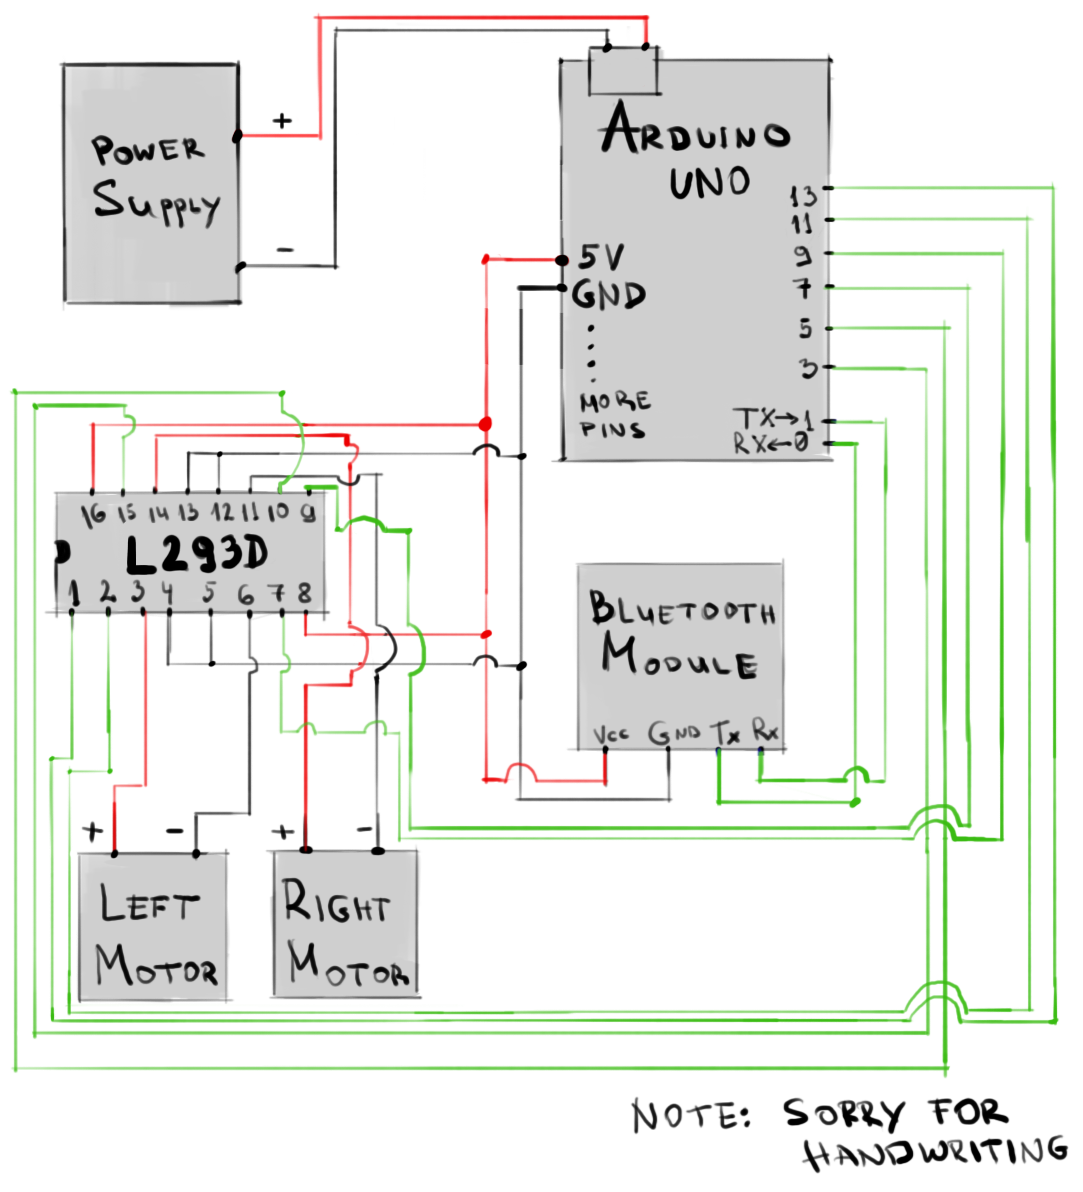 +
POWER
SUPPLY
-
ARDUINO
UNO
13
11
9
7
5
3
TX→1
RX←0
5V
GND
MORE
PINS
16 15 14 13 12 11 10 9
L293D
1 2 3 4 5 6 7 8
BLUETOOTH
MODULE
Vcc GND Tx Rx
+ - + -
LEFT
MOTOR
RIGHT
MOTOR
NOTE: SORRY FOR
HANDWRITING